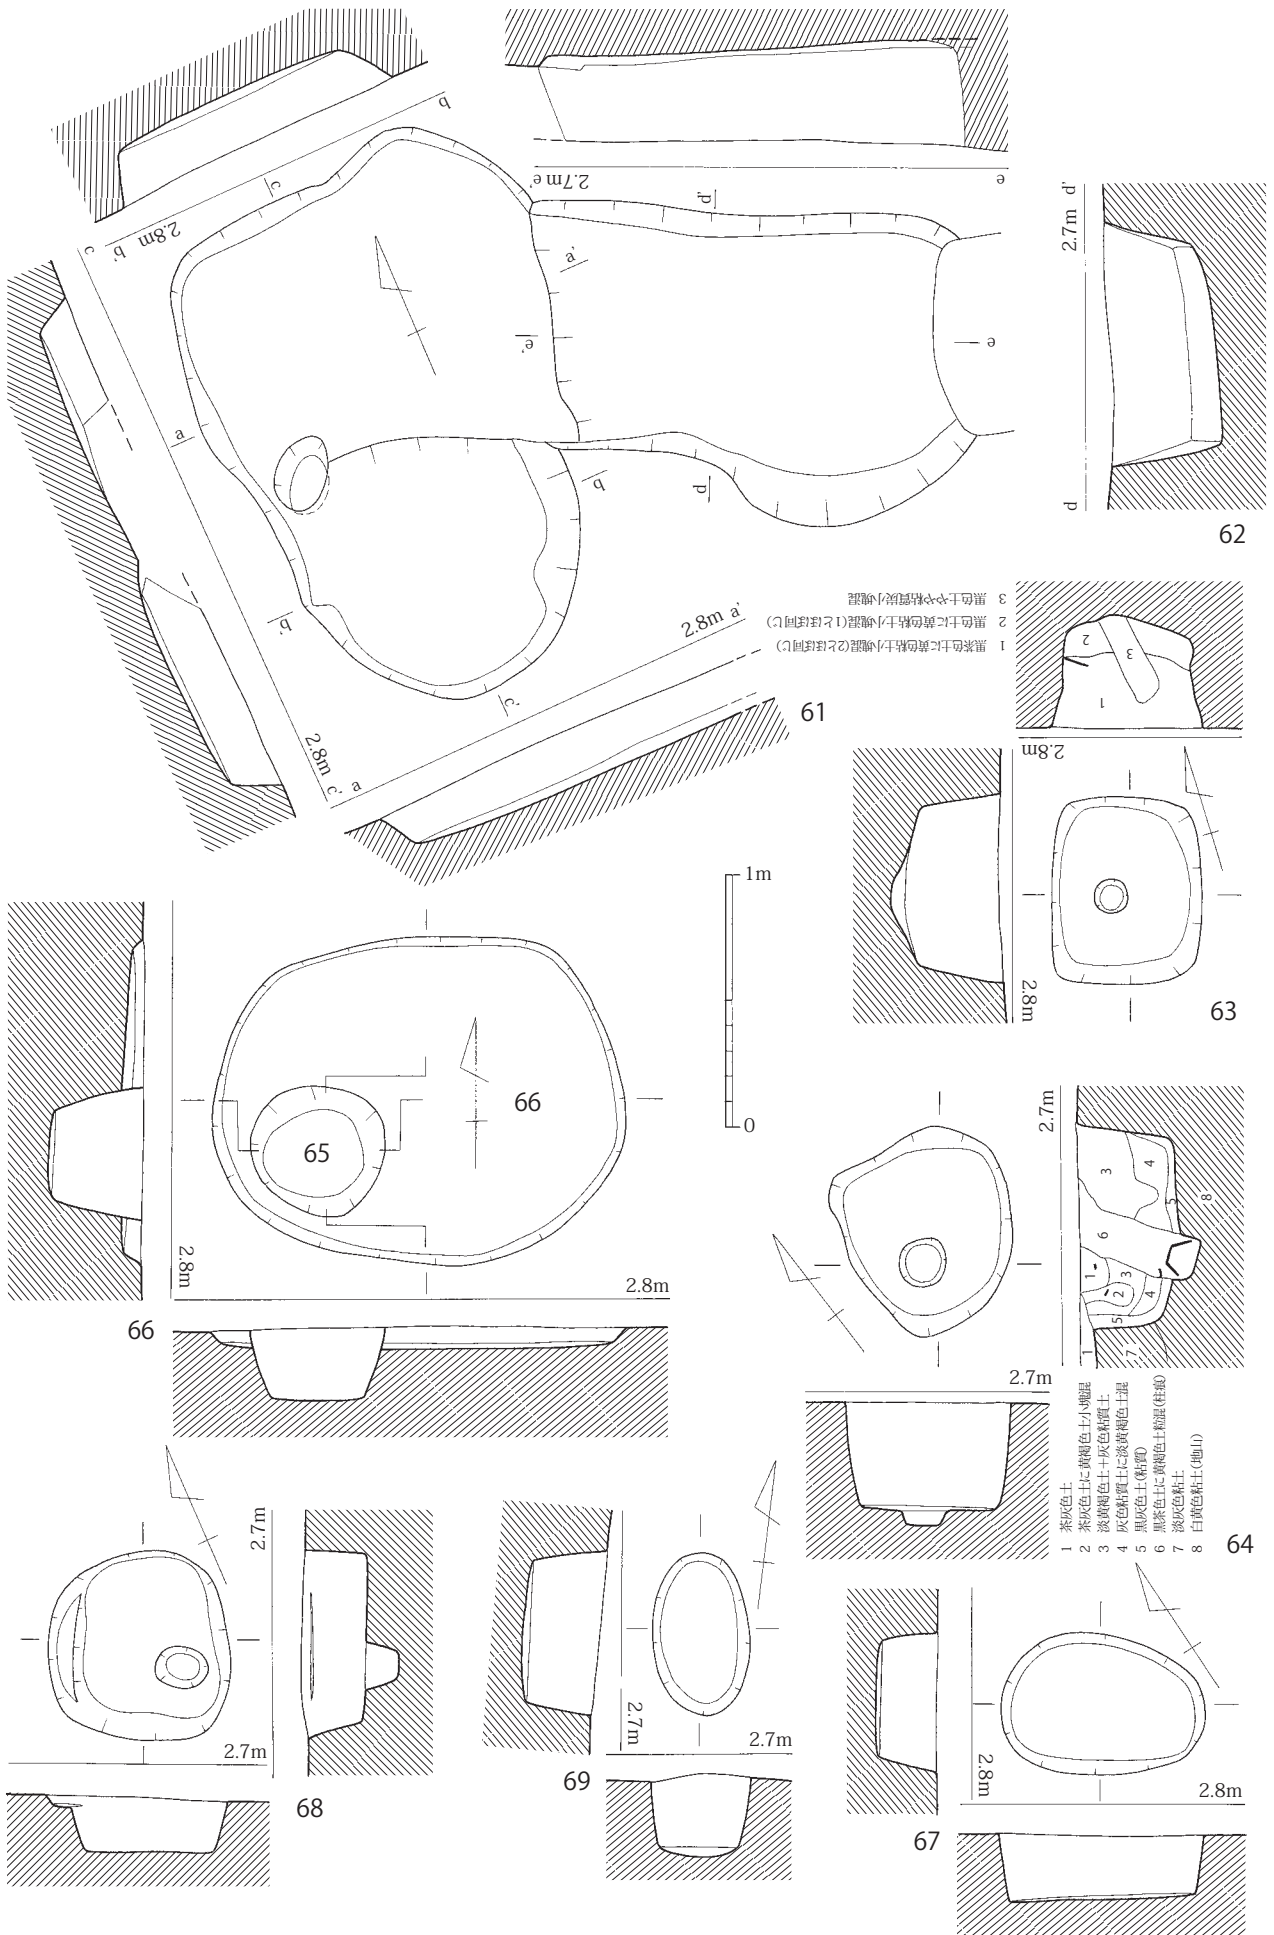 b
b'
2.8m
c
c
b'
2.8m
a
a'
e'
2.7m
e'
e
d'
e
d
b
b'
c'
2.8m a'
2.8m
c'
a
61
2.7m d'
d
62
3 黒色土やや粘質炭小塊混
2 黒色土に黄色粘土小塊混(1とほぼ同じ)
1 黒茶色土に黄色粘土小塊混(2とほぼ同じ)
2
3
1
2.8m
2.8m
63
1m
0
66
65
2.8m
2.8m
66
2.7m
3
4
5
8
6
1
3
2
4
5
1
7
2.7m
1 茶灰色土
2 茶灰色土に黄褐色土小塊混
3 淡黄褐色土+灰色粘質土
4 灰色粘質土に淡黄褐色土混
5 黒灰色土(粘質)
6 黒茶色土に黄褐色土粒混(柱痕)
7 淡灰色粘土
8 白黄色粘土(地山)
64
2.7m
2.7m
68
2.7m
2.7m
69
2.8m
2.8m
67